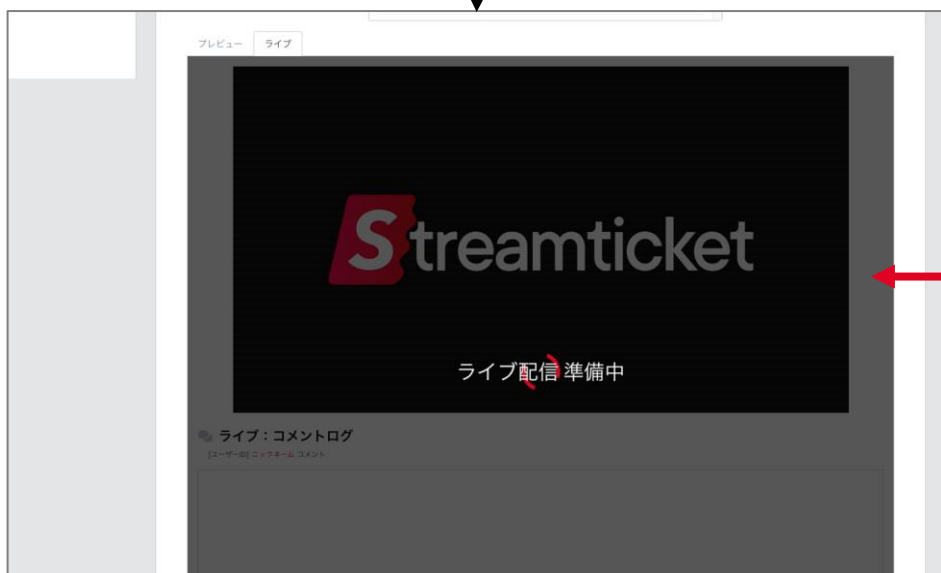 プレビュー ライブ
Streamticket
ライブ配信 準備中
ライブ：コメントログ
[ユーザーID] ニックネーム コメント